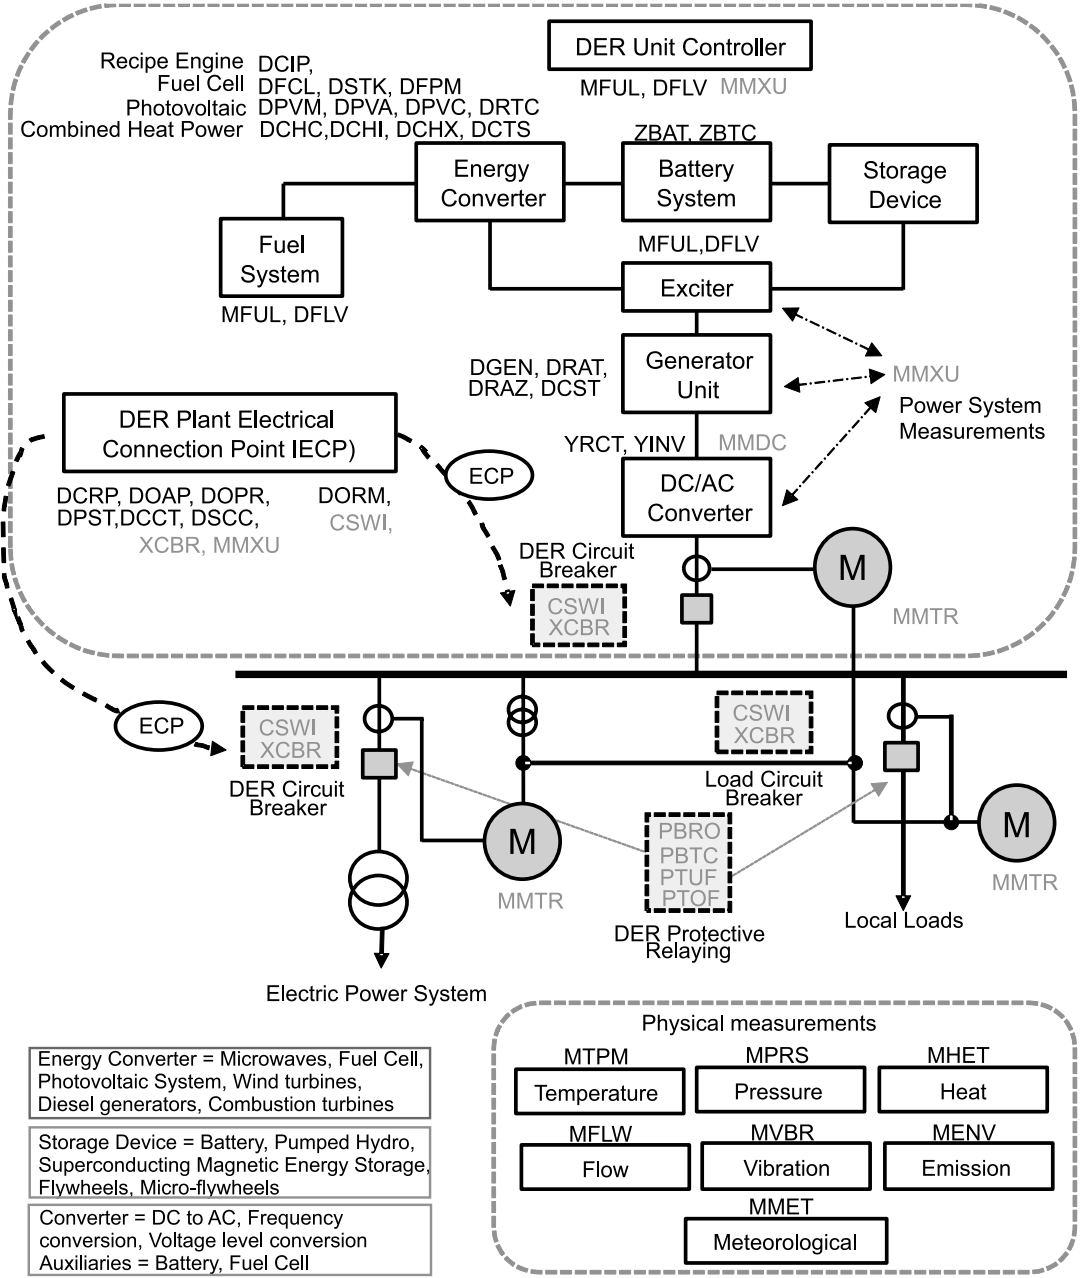 DER Unit Controller
MFUL, DFLV MMXU
Recipe Engine DCIP,
Fuel Cell DFCL, DSTK, DFPM
Photovoltaic DPVM, DPVA, DPVC, DRTC
Combined Heat Power DCHC,DCHI, DCHX, DCTS
ZBAT, ZBTC
Energy
Converter
Battery
System
Storage
Device
Fuel
System
MFUL, DFLV
MFUL,DFLV
Exciter
DGEN, DRAT,
DRAZ, DCST
Generator
Unit
MMXU
Power System
Measurements
YRCT, YINV MMDC
DC/AC
Converter
DER Plant Electrical
Connection Point IECP)
ECP
DCRP, DOAP, DOPR, DORM,
DPST,DCCT, DSCC, CSWI,
XCBR, MMXU
DER Circuit
Breaker
CSWI
XCBR
M
MMTR
ECP
CSWI
XCBR
DER Circuit
Breaker
CSWI
XCBR
Load Circuit
Breaker
M
MMTR
PBRO
PBTC
PTUF
PTOF
DER Protective
Relaying
M
MMTR
Local Loads
Electric Power System
Energy Converter = Microwaves, Fuel Cell,
Photovoltaic System, Wind turbines,
Diesel generators, Combustion turbines
Storage Device = Battery, Pumped Hydro,
Superconducting Magnetic Energy Storage,
Flywheels, Micro-flywheels
Converter = DC to AC, Frequency
conversion, Voltage level conversion
Auxiliaries = Battery, Fuel Cell
Physical measurements
MTPM
Temperature
MPRS
Pressure
MHET
Heat
MFLW
Flow
MVBR
Vibration
MENV
Emission
MMET
Meteorological